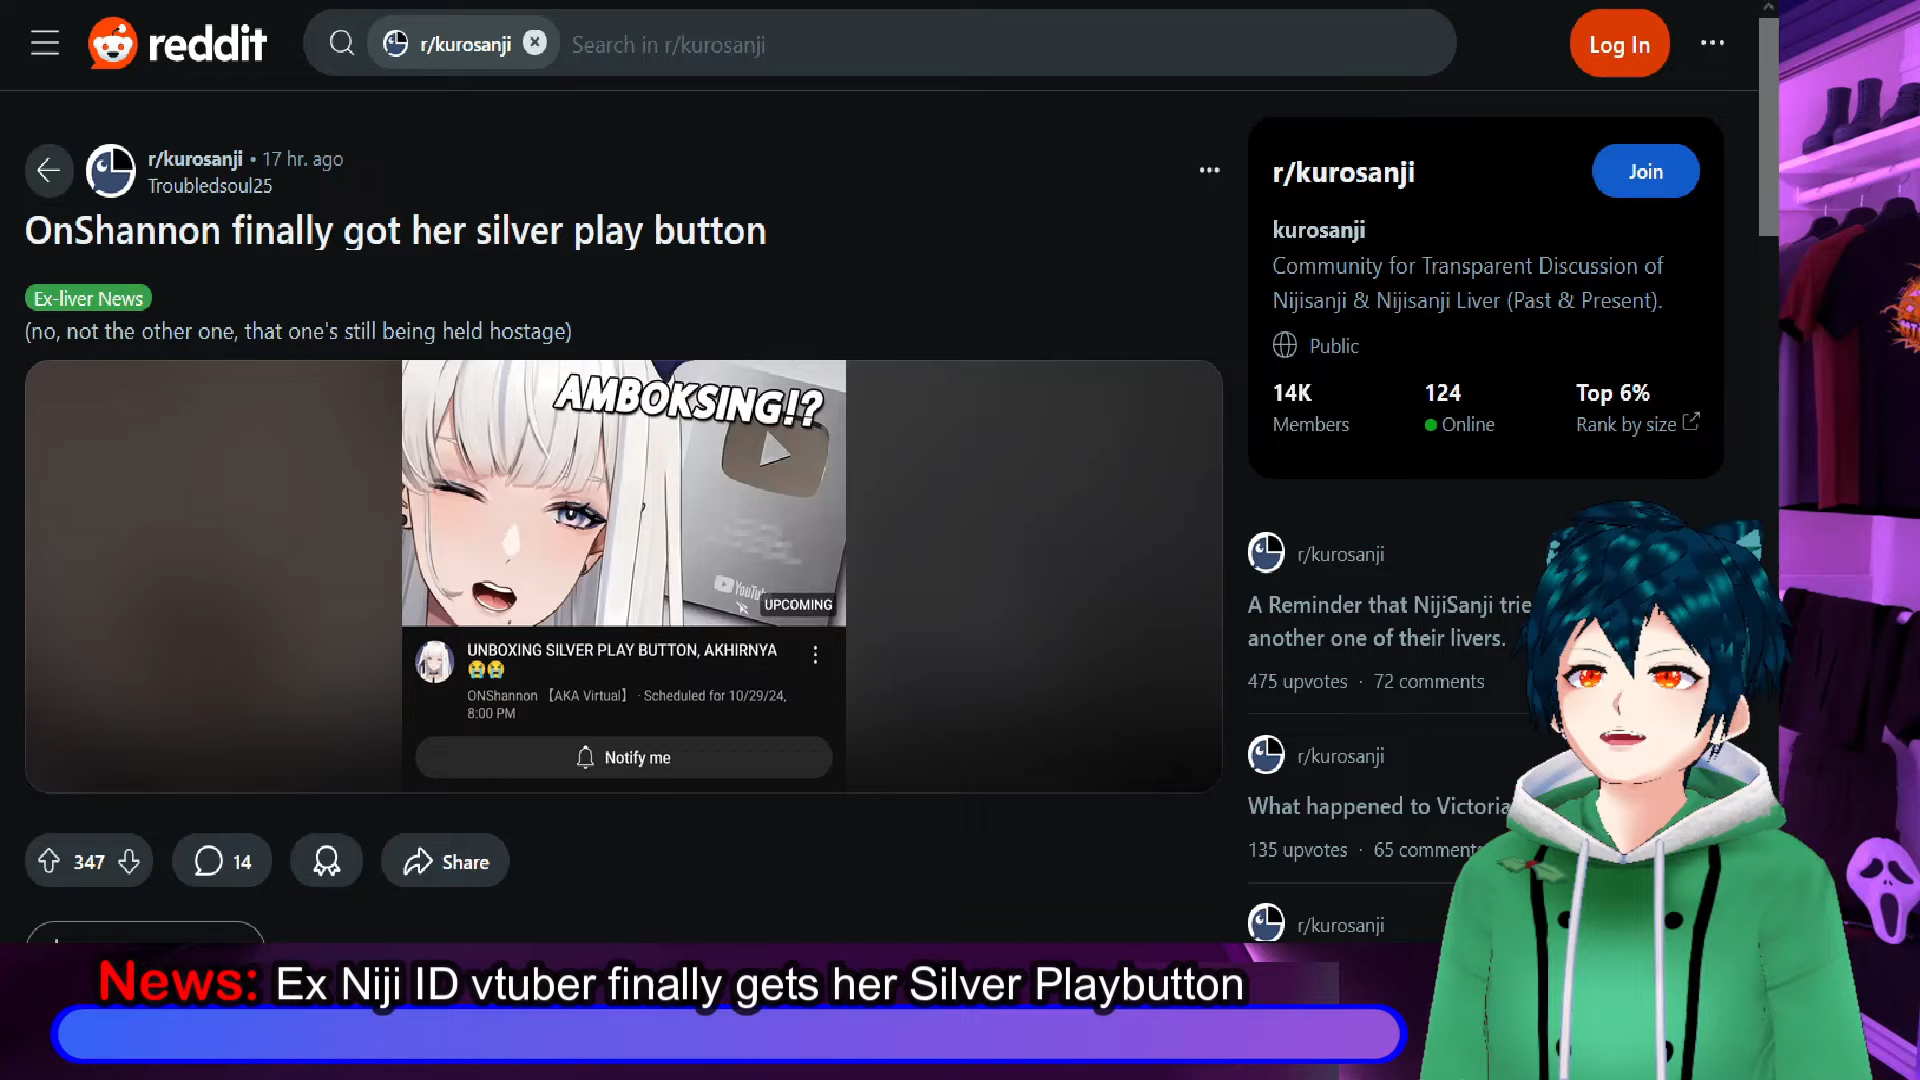 reddit
r/kurosanji
Search in r/kurosanji
Log In
r/kurosanji • 17 hr. ago
Troubledsoul25
OnShannon finally got her silver play button
Ex-liver News
(no, not the other one, that one's still being held hostage)
AMBOKSING!?
YouTu
UPCOMING
UNBOXING SILVER PLAY BUTTON, AKHIRNYA
😭😭
ONShannon 【AKA Virtual】 · Scheduled for 10/29/24,
8:00 PM
Notify me
347
14
Share
r/kurosanji
Join
kurosanji
Community for Transparent Discussion of
Nijisanji & Nijisanji Liver (Past & Present).
Public
14K
124
Top 6%
Members
Online
Rank by size
r/kurosanji
A Reminder that NijiSanji trie
another one of their livers.
475 upvotes · 72 comments
r/kurosanji
What happened to Victoria
135 upvotes · 65 comments
r/kurosanji
News: Ex Niji ID vtuber finally gets her Silver Playbutton